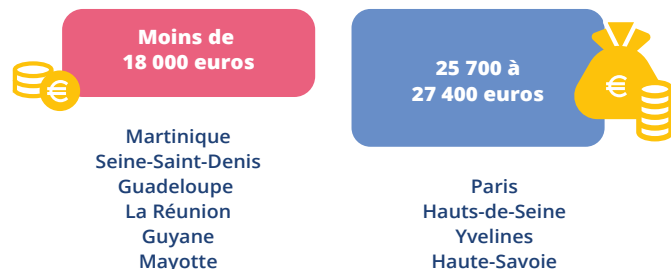 Moins de
18 000 euros
25 700 à
27 400 euros
€
€
Martinique
Seine-Saint-Denis
Guadeloupe
La Réunion
Guyane
Mayotte
Paris
Hauts-de-Seine
Yvelines
Haute-Savoie